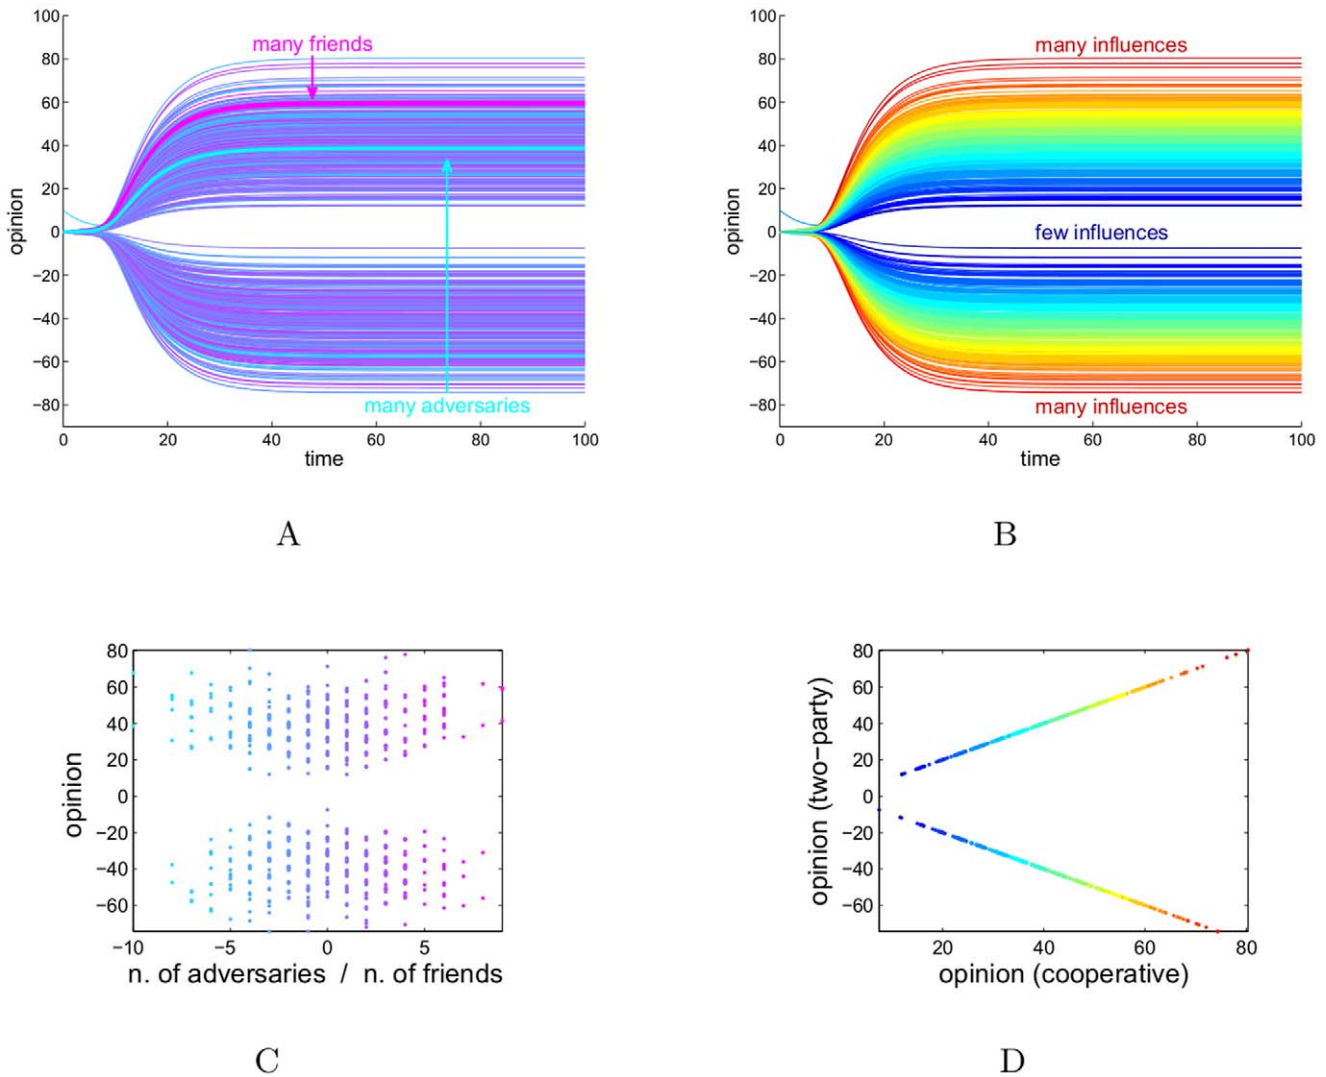 100
80
60
40
20
0
−20
−40
−60
−80
opinion
many friends
many adversaries
0 20 40 60 80 100
time
A
100
80
60
40
20
0
−20
−40
−60
−80
opinion
many influences
few influences
many influences
0 20 40 60 80 100
time
B
80
60
40
20
0
−20
−40
−60
opinion
−10 −5 0 5
n. of adversaries / n. of friends
C
80
60
40
20
0
−20
−40
−60
opinion (two−party)
20 40 60 80
opinion (cooperative)
D